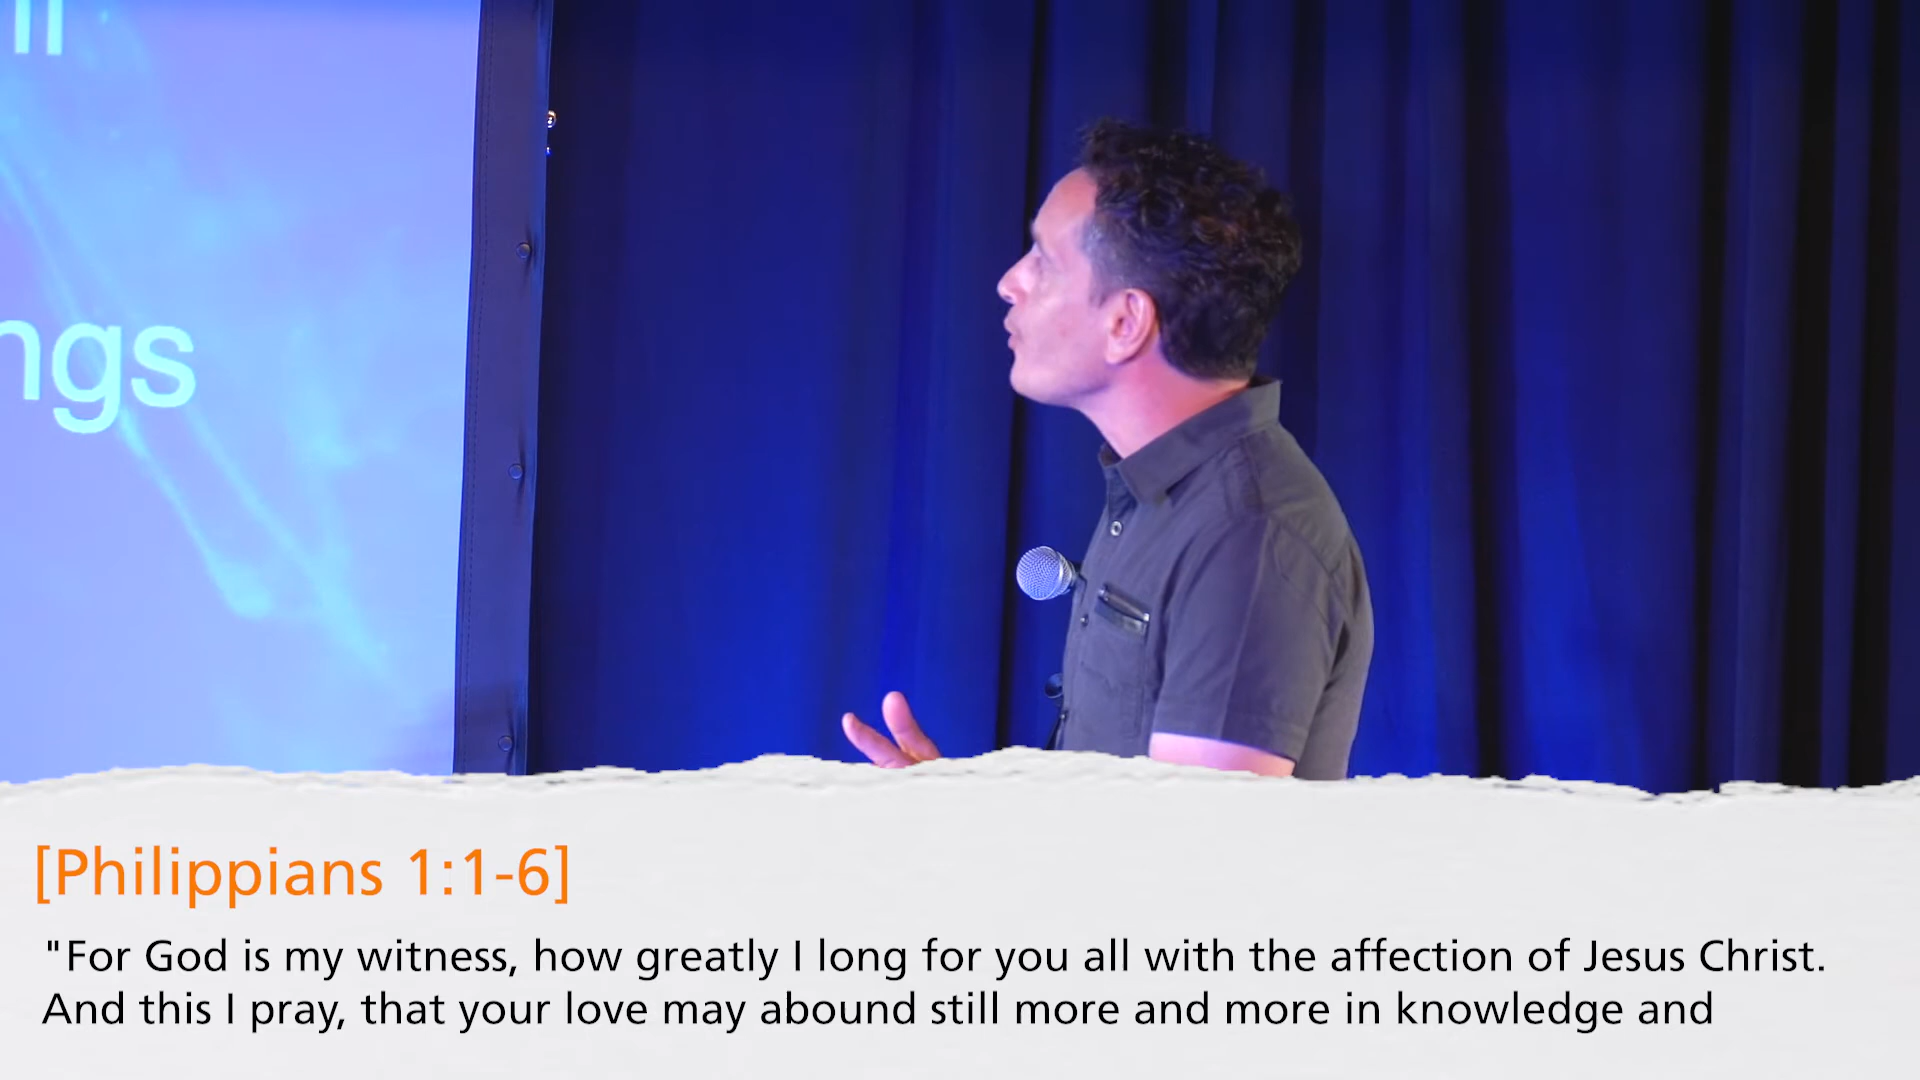 [Philippians 1:1-6]
"For God is my witness, how greatly I long for you all with the affection of Jesus Christ.
And this I pray, that your love may abound still more and more in knowledge and